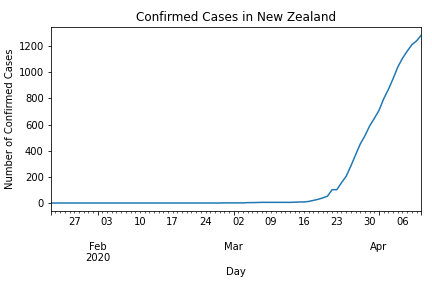 Confirmed Cases in New Zealand
Number of Confirmed Cases
1200
1000
800
600
400
200
0
27 03 10 17 24 02 09 16 23 30 06
Feb Mar Apr
2020
Day